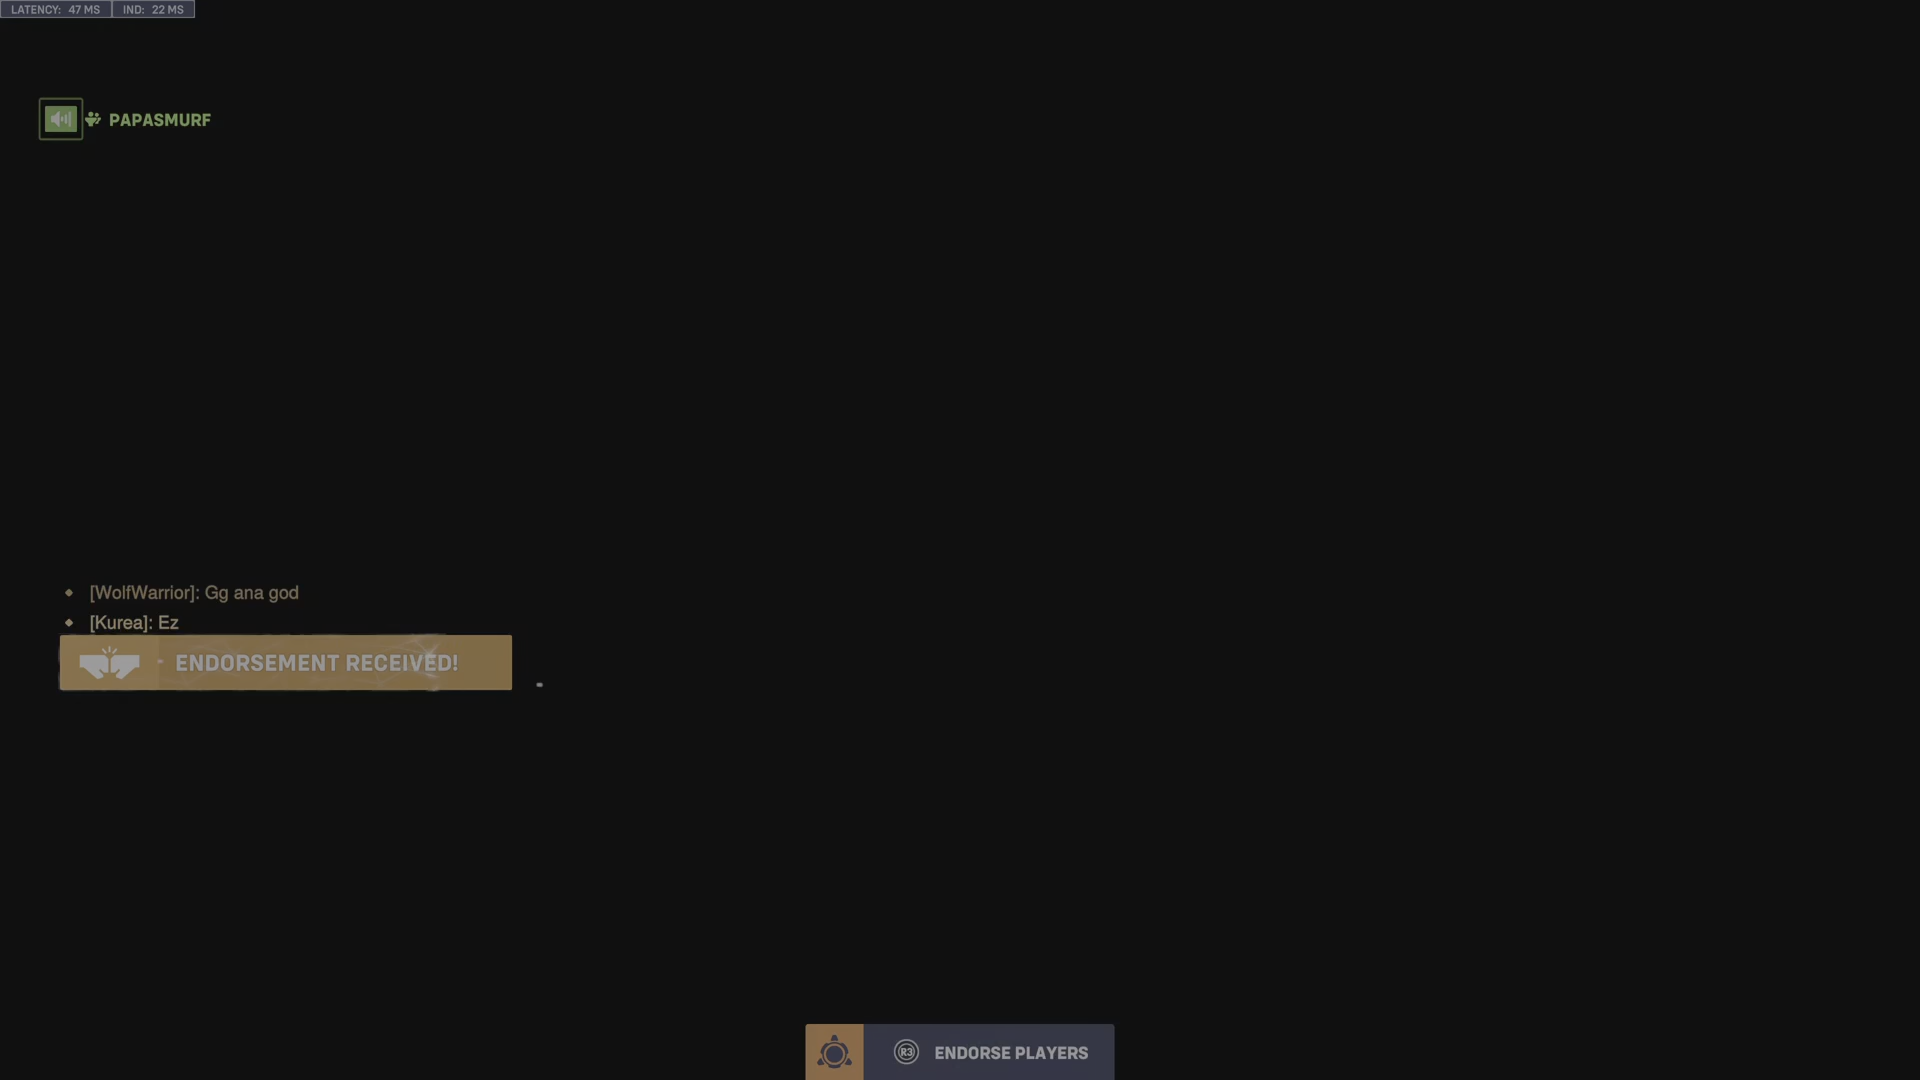 LATENCY: 47 MS IND: 22 MS
PAPASMURF
[WolfWarrior]: Gg ana god
[Kurea]: Ez
ENDORSEMENT RECEIVED!
R3 ENDORSE PLAYERS